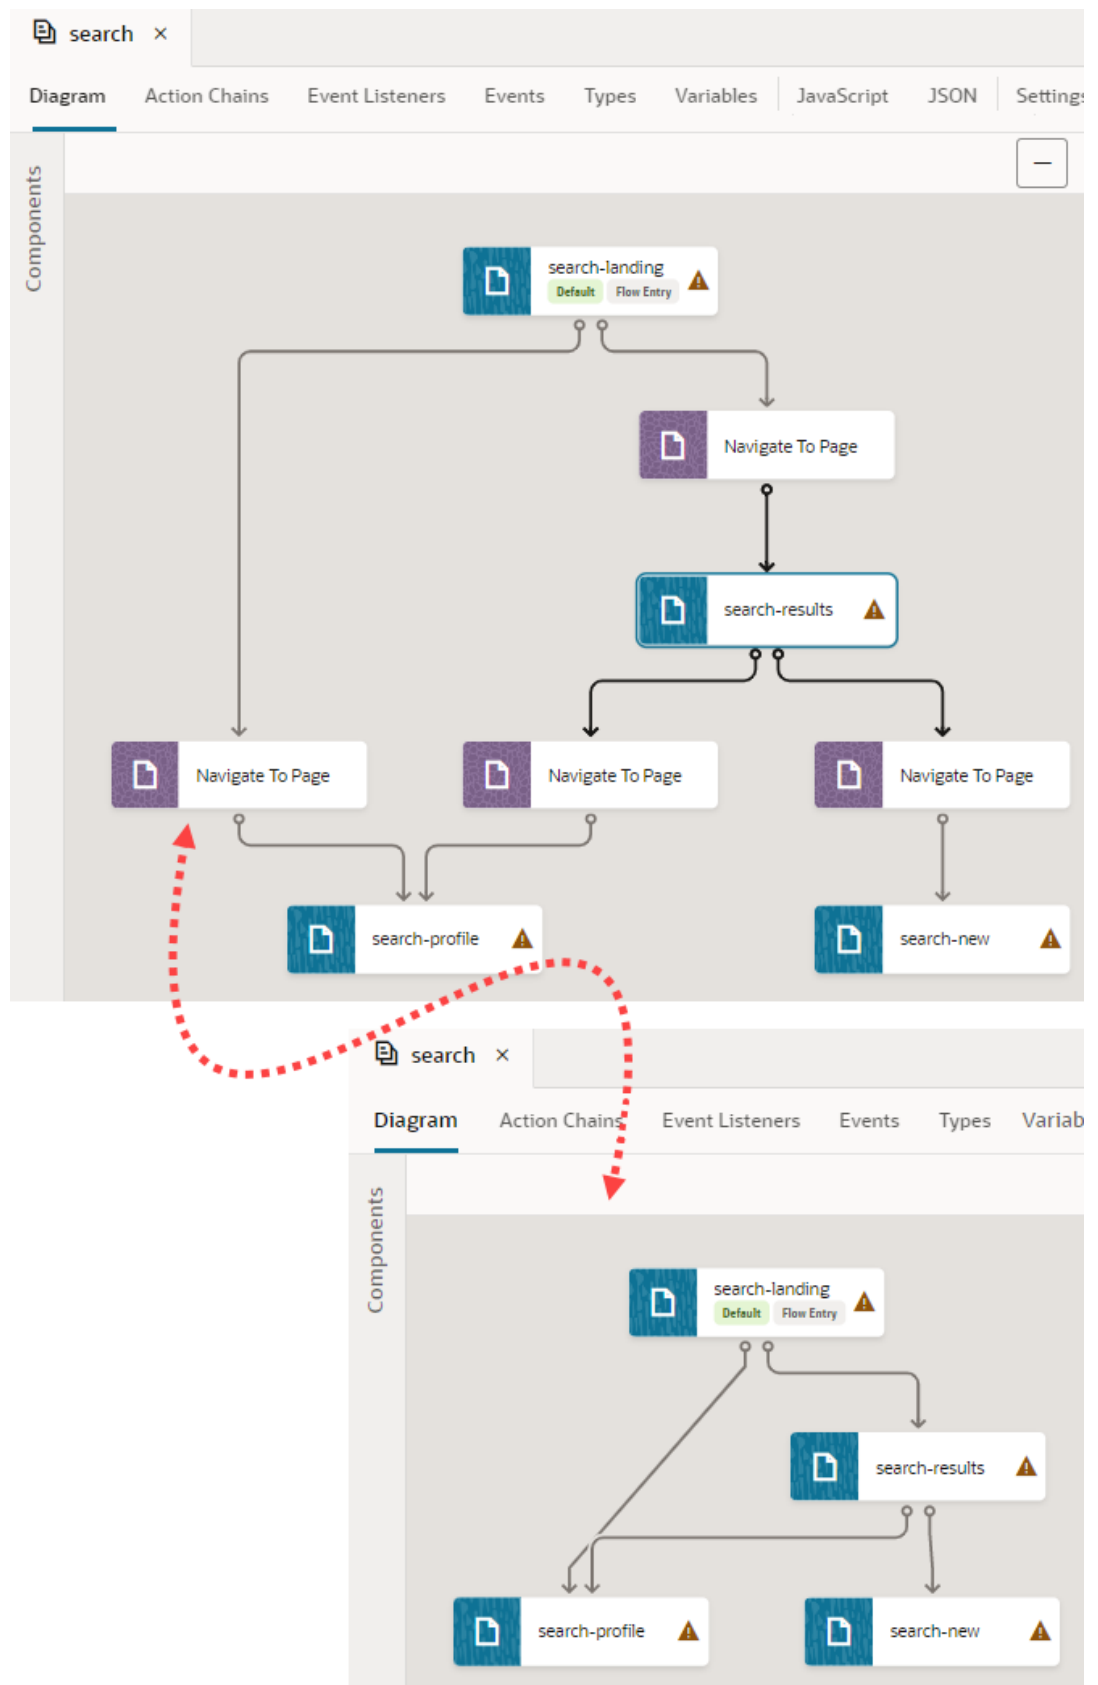 search ×
Diagram Action Chains Event Listeners Events Types Variables JavaScript JSON Settings
Components
search-landing
Default Flow Entry
Navigate To Page
search-results
Navigate To Page Navigate To Page Navigate To Page
search-profile search-new
search ×
Diagram Action Chains Event Listeners Events Types Variab
Components
search-landing
Default Flow Entry
search-results
search-profile search-new